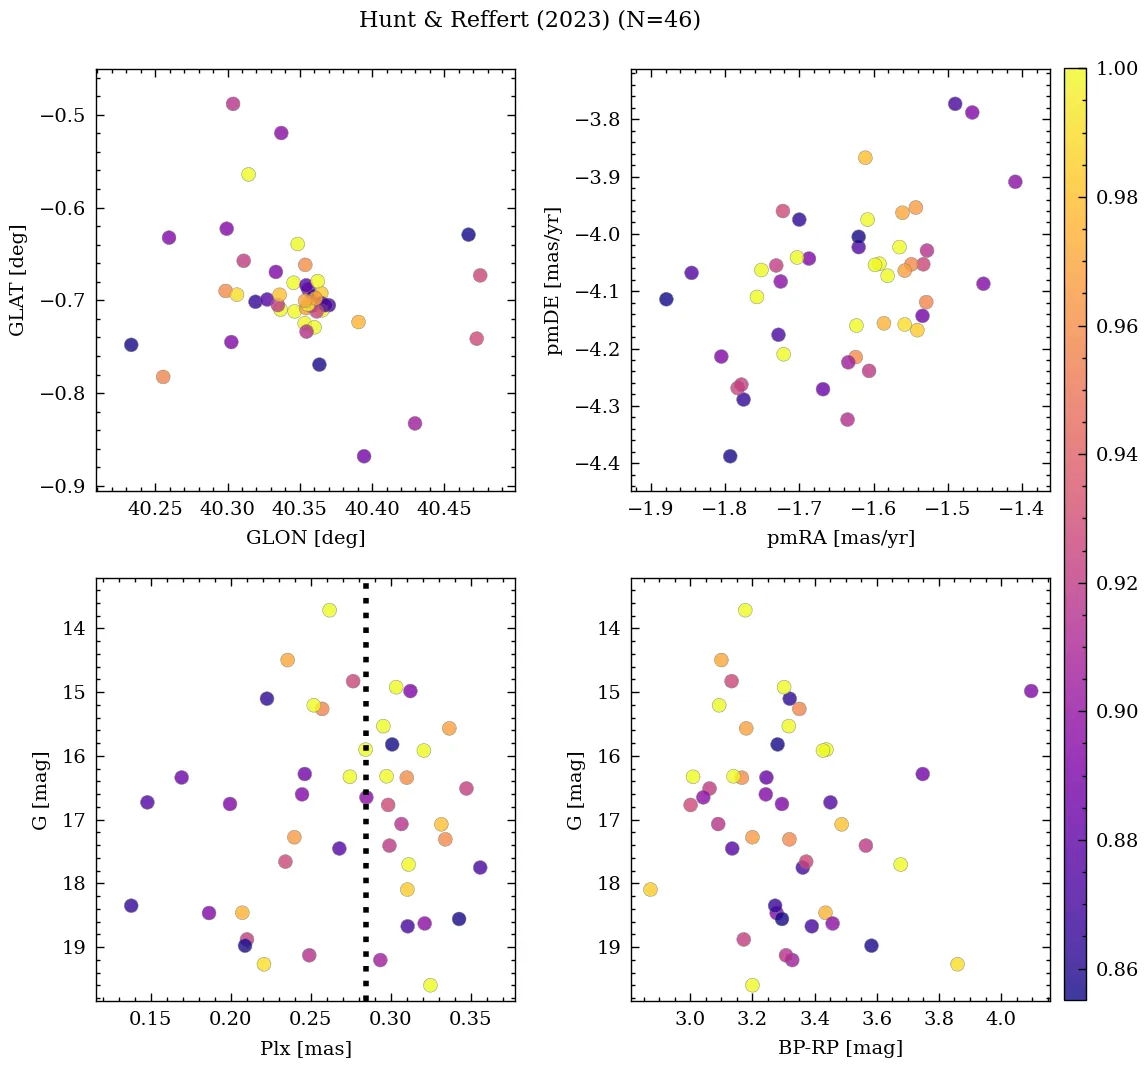 Hunt & Reffert (2023) (N=46)
−0.5
−0.6
−0.7
−0.8
−0.9
GLAT [deg]
40.25 40.30 40.35 40.40 40.45
GLON [deg]
−3.8
−3.9
−4.0
−4.1
−4.2
−4.3
−4.4
pmDE [mas/yr]
−1.9 −1.8 −1.7 −1.6 −1.5 −1.4
pmRA [mas/yr]
14
15
16
17
18
19
G [mag]
0.15 0.20 0.25 0.30 0.35
Plx [mas]
14
15
16
17
18
19
G [mag]
3.0 3.2 3.4 3.6 3.8 4.0
BP-RP [mag]
1.00
0.98
0.96
0.94
0.92
0.90
0.88
0.86